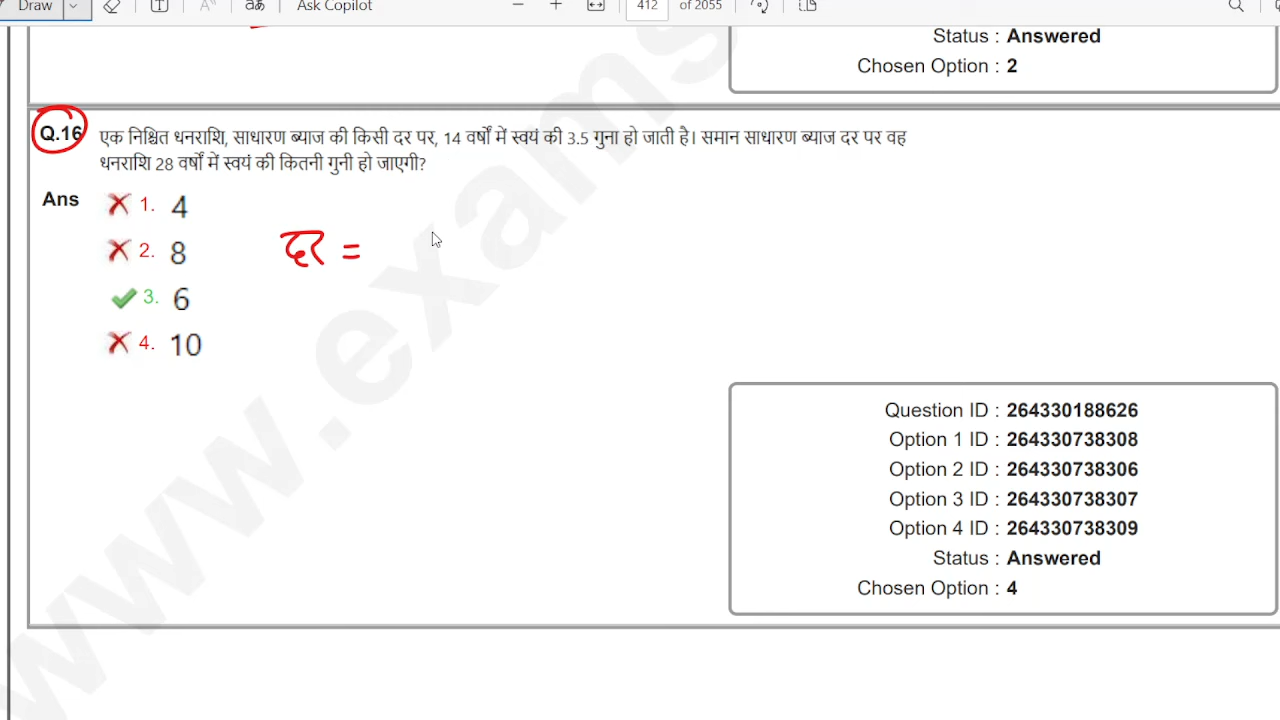 Draw
Ask Copilot
412 of 2055
Status : Answered
Chosen Option : 2
Q.16 एक निश्चित धनराशि, साधारण ब्याज की किसी दर पर, 14 वर्षों में स्वयं की 3.5 गुना हो जाती है। समान साधारण ब्याज दर पर वह
धनराशि 28 वर्षों में स्वयं की कितनी गुनी हो जाएगी?
Ans
1. 4
2. 8
दर =
3. 6
4. 10
Question ID : 264330188626
Option 1 ID : 264330738308
Option 2 ID : 264330738306
Option 3 ID : 264330738307
Option 4 ID : 264330738309
Status : Answered
Chosen Option : 4
www.exams